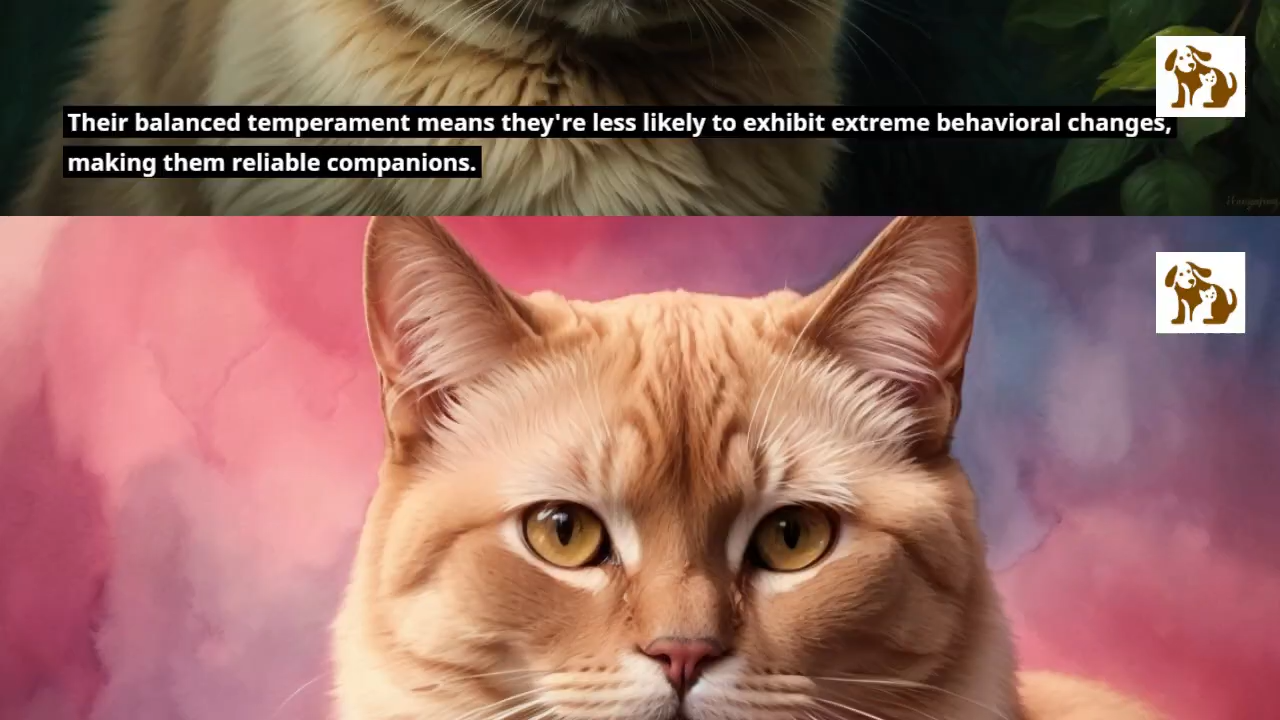 Their balanced temperament means they're less likely to exhibit extreme behavioral changes,
making them reliable companions.